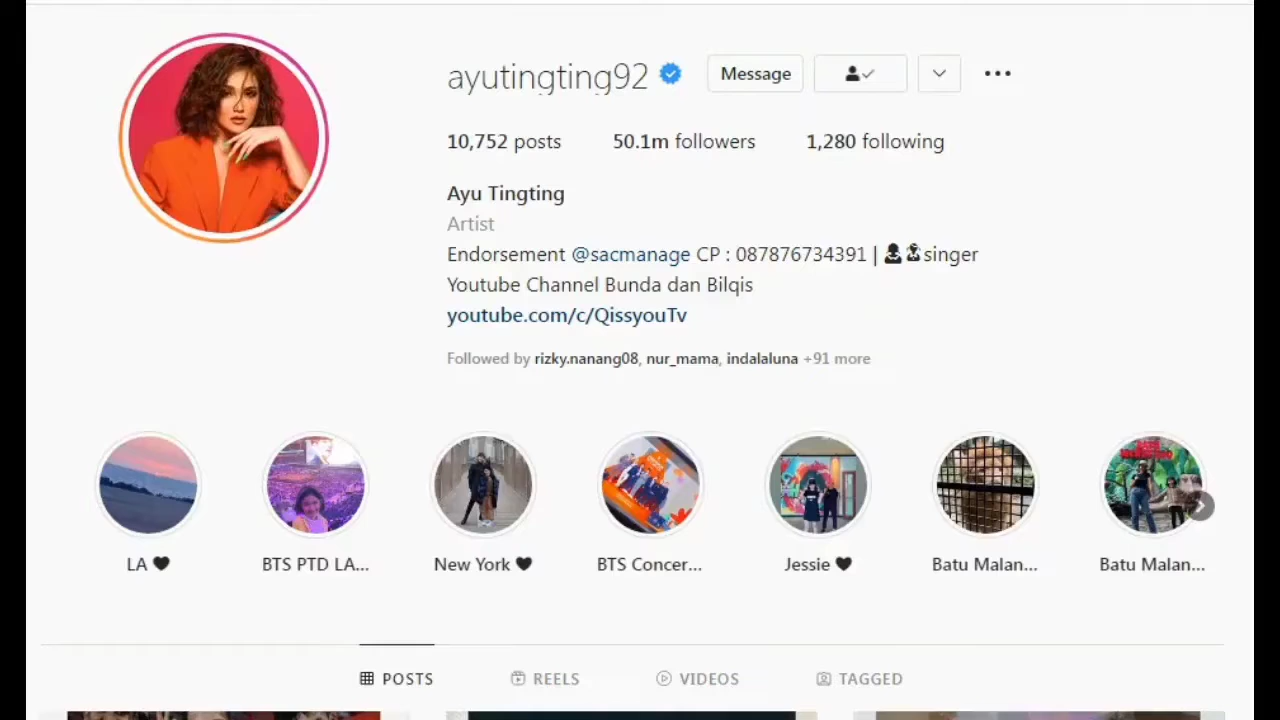 ayutingting92 Message
10,752 posts 50.1m followers 1,280 following
Ayu Tingting
Artist
Endorsement @sacmanage CP : 087876734391 | singer
Youtube Channel Bunda dan Bilqis
youtube.com/c/QissyouTv
Followed by rizky.nanang08, nur_mama, indalaluna +91 more
LA BTS PTD LA... New York BTS Concer... Jessie Batu Malan... Batu Malan...
POSTS REELS VIDEOS TAGGED